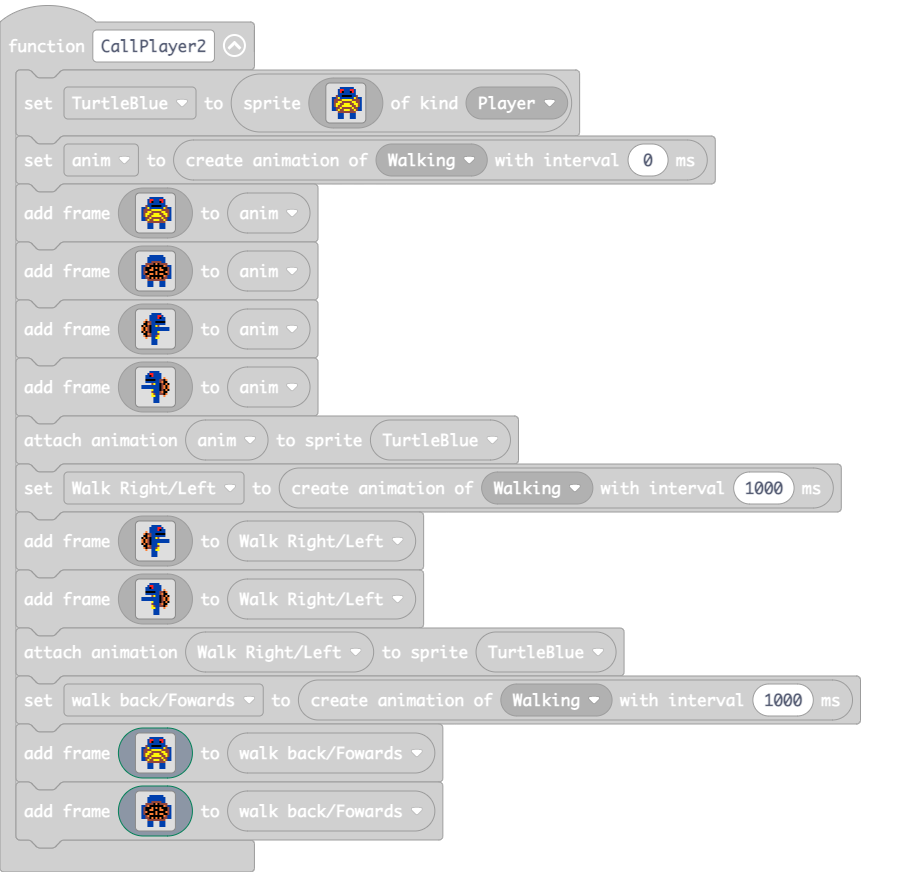 function CallPlayer2
set TurtleBlue to sprite of kind Player
set anim to create animation of Walking with interval 0 ms
add frame to anim
add frame to anim
add frame to anim
add frame to anim
attach animation anim to sprite TurtleBlue
set Walk Right/Left to create animation of Walking with interval 1000 ms
add frame to Walk Right/Left
add frame to Walk Right/Left
attach animation Walk Right/Left to sprite TurtleBlue
set walk back/Fowards to create animation of Walking with interval 1000 ms
add frame to walk back/Fowards
add frame to walk back/Fowards